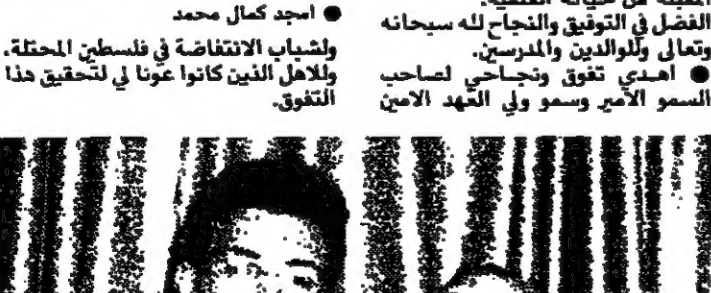 الفضل في التوفيق والنجاح لله سبحانه
وتعالى وللوالدين والمدرسين.
● اهدي تفوق ونجاحي لصاحب
السمو الأمير وسمو ولي العهد الامين
● امجد كمال محمد
ولشباب الانتفاضة في فلسطين المحتلة.
وللاهل الذين كانوا عونا لي لتحقيق هذا
التفوق.